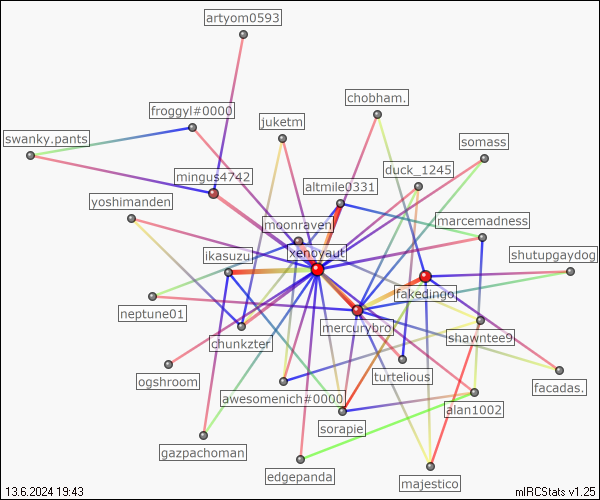 artyom0593
chobham.
froggyl#0000
juketm
swanky.pants
somass
duck_1245
mingus4742
altmile0331
yoshimanden
marcemadness
moonraven
xenoyaut
ikasuzu
shutupgaydog
fakedingo
neptune01
mercurybro
shawntee9
chunkzter
turtelious
ogshroom
facadas.
awesomenich#0000
alan1002
sorapie
gazpachoman
edgepanda
majestico
13.6.2024 19:43
mIRCStats v1.25